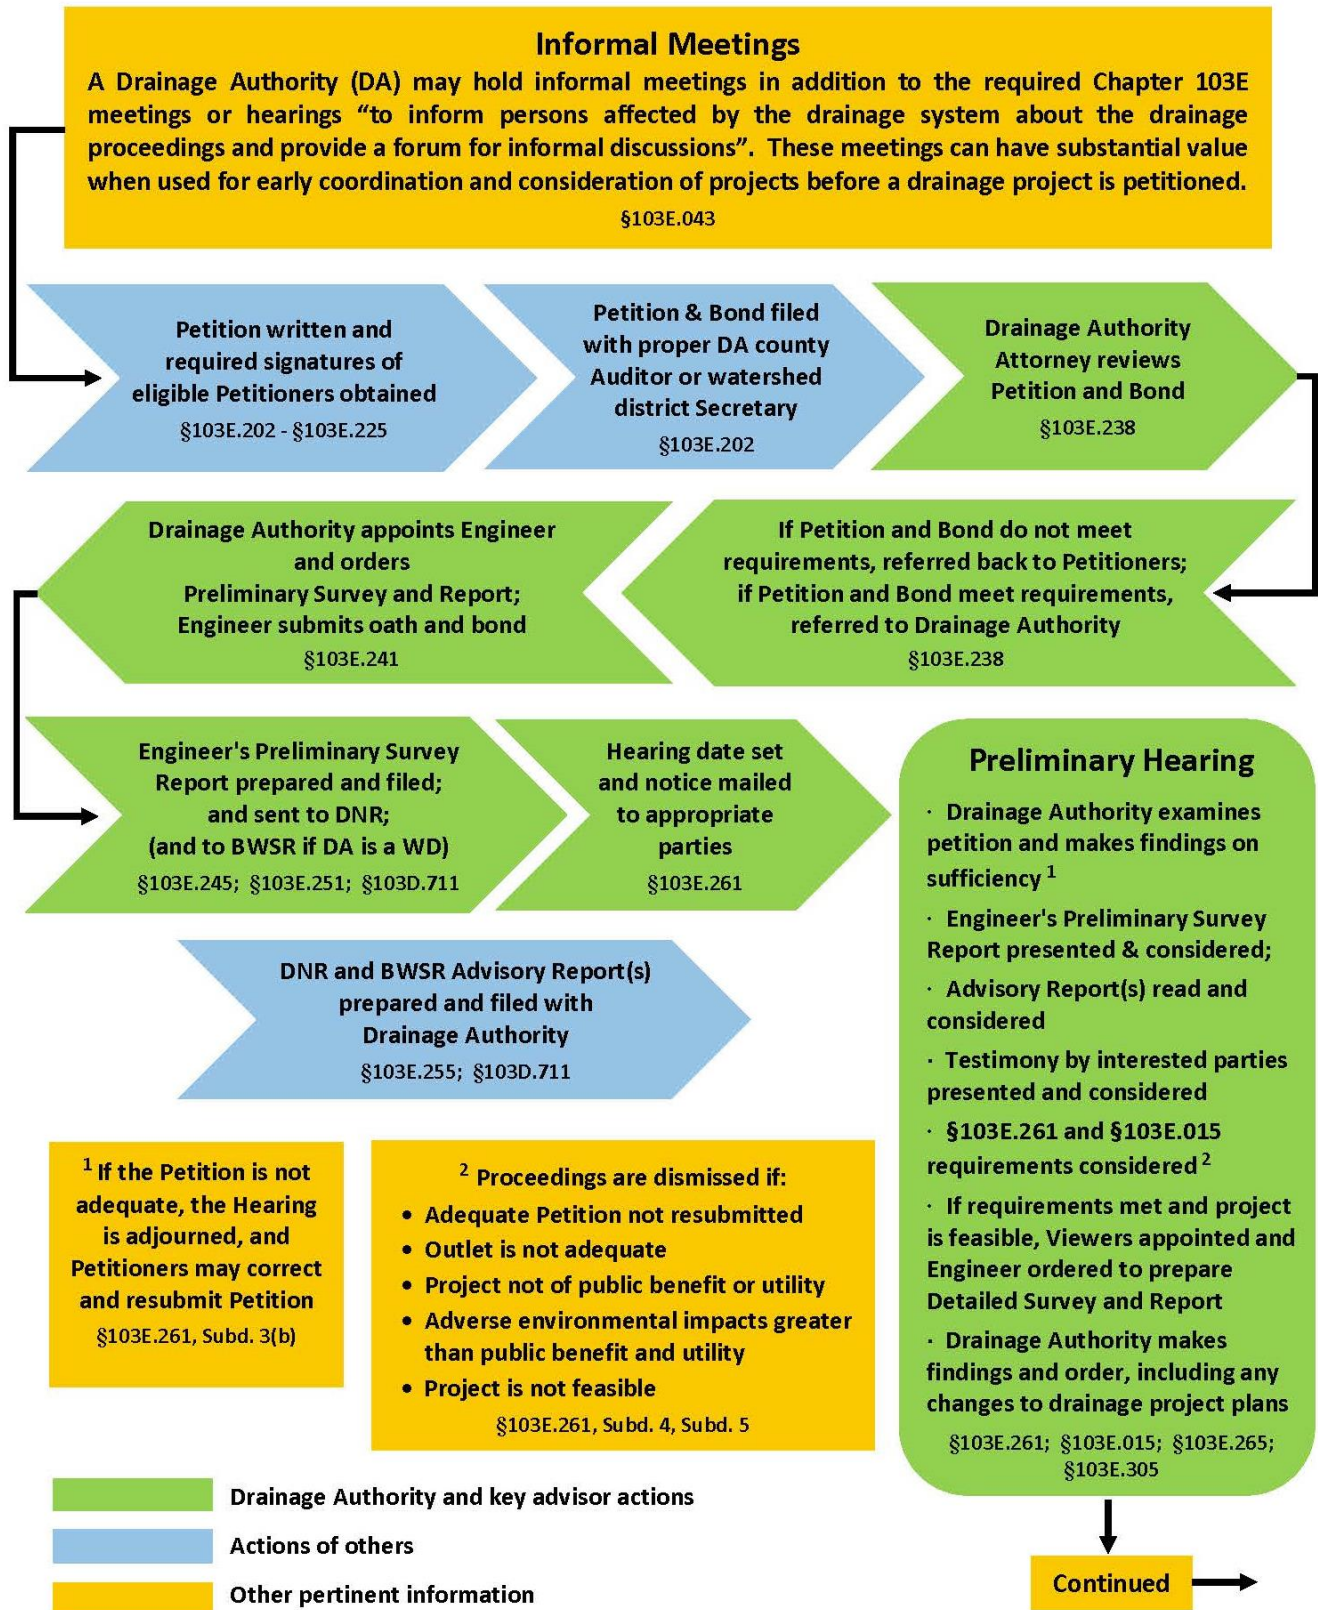 Informal Meetings
A Drainage Authority (DA) may hold informal meetings in addition to the required Chapter 103E
meetings or hearings “to inform persons affected by the drainage system about the drainage
proceedings and provide a forum for informal discussions”. These meetings can have substantial value
when used for early coordination and consideration of projects before a drainage project is petitioned.
§103E.043
Petition written and
required signatures of
eligible Petitioners obtained
§103E.202 - §103E.225
Petition & Bond filed
with proper DA county
Auditor or watershed
district Secretary
§103E.202
Drainage Authority
Attorney reviews
Petition and Bond
§103E.238
If Petition and Bond do not meet
requirements, referred back to Petitioners;
if Petition and Bond meet requirements,
referred to Drainage Authority
§103E.238
Drainage Authority appoints Engineer
and orders
Preliminary Survey and Report;
Engineer submits oath and bond
§103E.241
Engineer's Preliminary Survey
Report prepared and filed;
and sent to DNR;
(and to BWSR if DA is a WD)
§103E.245; §103E.251; §103D.711
Hearing date set
and notice mailed
to appropriate
parties
§103E.261
DNR and BWSR Advisory Report(s)
prepared and filed with
Drainage Authority
§103E.255; §103D.711
Preliminary Hearing
· Drainage Authority examines
petition and makes findings on
sufficiency 1
· Engineer's Preliminary Survey
Report presented & considered;
· Advisory Report(s) read and
considered
· Testimony by interested parties
presented and considered
· §103E.261 and §103E.015
requirements considered 2
· If requirements met and project
is feasible, Viewers appointed and
Engineer ordered to prepare
Detailed Survey and Report
· Drainage Authority makes
findings and order, including any
changes to drainage project plans
§103E.261; §103E.015; §103E.265;
§103E.305
1 If the Petition is not
adequate, the Hearing
is adjourned, and
Petitioners may correct
and resubmit Petition
§103E.261, Subd. 3(b)
2 Proceedings are dismissed if:
• Adequate Petition not resubmitted
• Outlet is not adequate
• Project not of public benefit or utility
• Adverse environmental impacts greater
than public benefit and utility
• Project is not feasible
§103E.261, Subd. 4, Subd. 5
Drainage Authority and key advisor actions
Actions of others
Other pertinent information
Continued